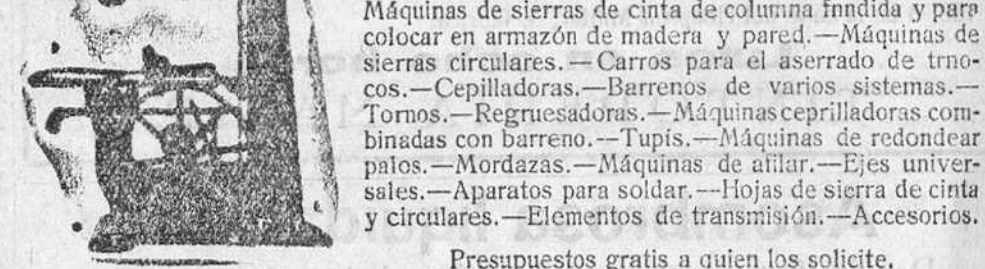 Máquinas de sierras de cinta de columna fnndida y para
colocar en armazón de madera y pared.—Máquinas de
sierras circulares.—Carros para el aserrado de trno-
cos.—Cepilladoras.—Barrenos de varios sistemas.—
Tornos.—Regruesadoras.—Máquinas ceprilladoras com-
binadas con barreno.—Tupís.—Máquinas de redondear
palos.—Mordazas.—Máquinas de afilar.—Ejes univer-
sales.—Aparatos para soldar.—Hojas de sierra de cinta
y circulares.—Elementos de transmisión.—Accesorios.
Presupuestos gratis a quien los solicite.